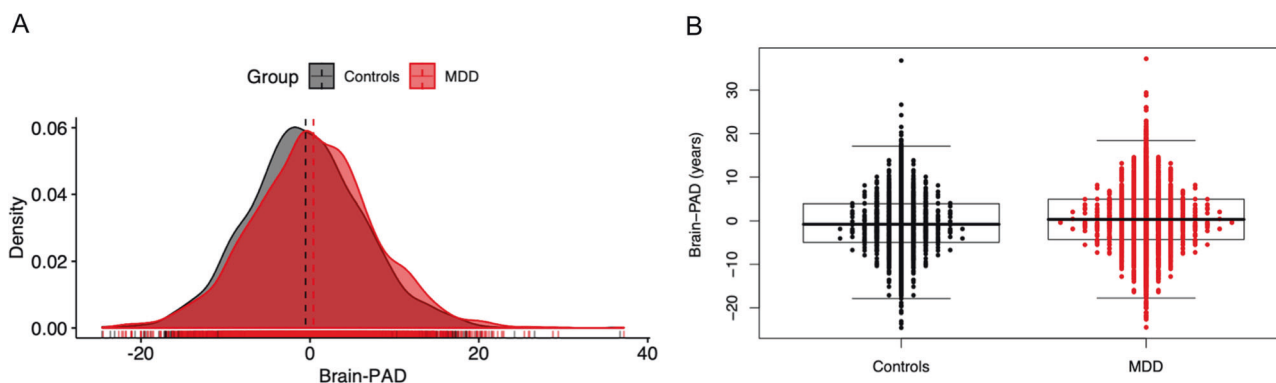 A
Group Controls MDD
0.06
0.04
0.02
0.00
Density
-20 0 20 40
Brain-PAD
B
30
20
10
0
−10
−20
Brain−PAD (years)
Controls MDD